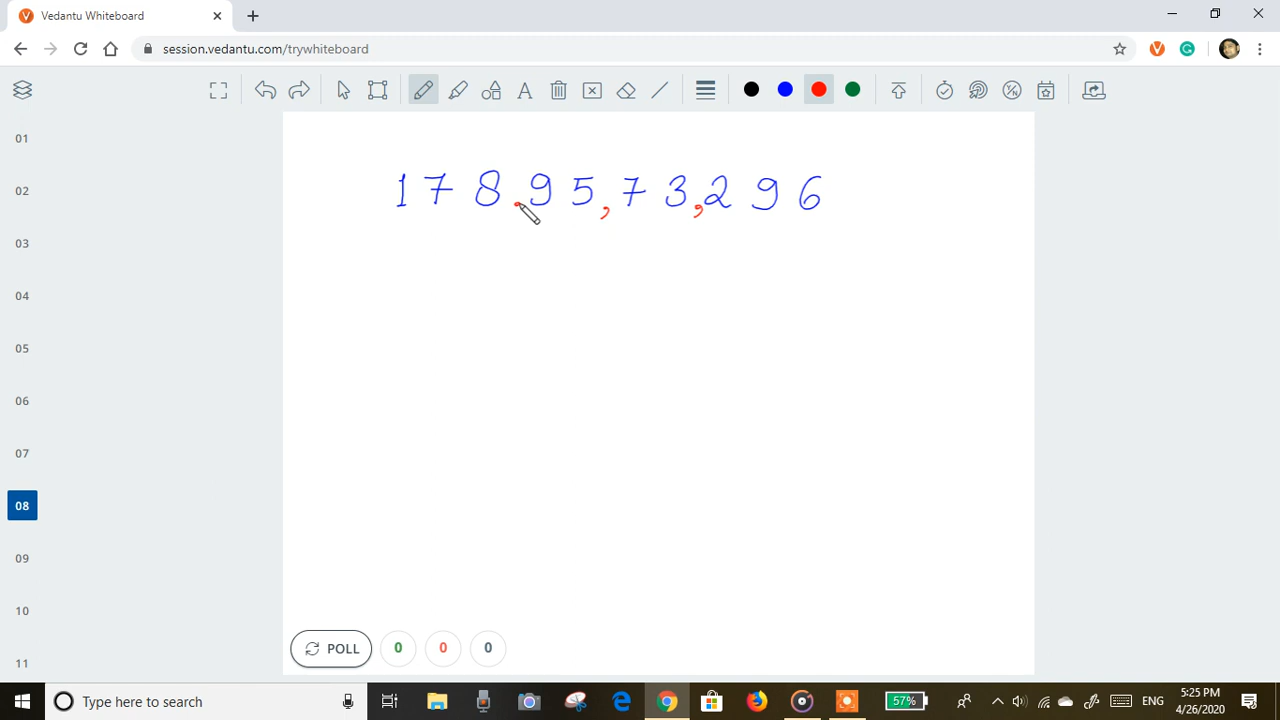 Vedantu Whiteboard
session.vedantu.com/trywhiteboard
01
02
03
04
05
06
07
08
09
10
11
1 7 8 . 9 5 , 7 3 , 2 9 6
POLL 0 0 0
Type here to search
57%
ENG
5:25 PM
4/26/2020